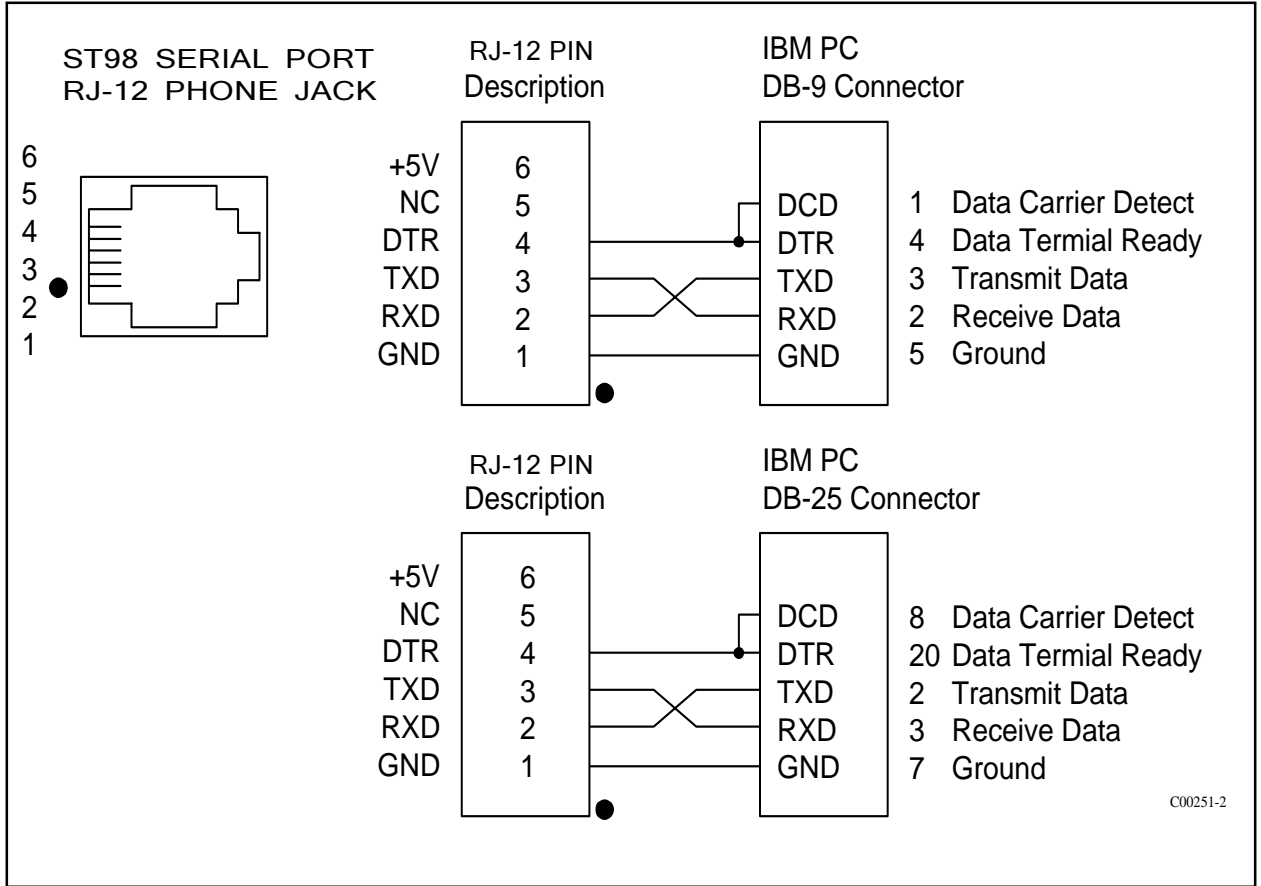 ST98 SERIAL PORT
RJ-12 PHONE JACK
6
5
4
3
2
1
RJ-12 PIN
Description
IBM PC
DB-9 Connector
+5V 6
NC 5 DCD 1 Data Carrier Detect
DTR 4 DTR 4 Data Termial Ready
TXD 3 TXD 3 Transmit Data
RXD 2 RXD 2 Receive Data
GND 1 GND 5 Ground
RJ-12 PIN
Description
IBM PC
DB-25 Connector
+5V 6
NC 5 DCD 8 Data Carrier Detect
DTR 4 DTR 20 Data Termial Ready
TXD 3 TXD 2 Transmit Data
RXD 2 RXD 3 Receive Data
GND 1 GND 7 Ground
C00251-2